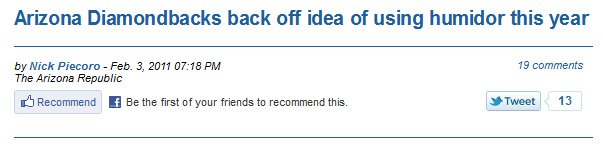 Arizona Diamondbacks back off idea of using humidor this year
by Nick Piecoro - Feb. 3, 2011 07:18 PM
19 comments
The Arizona Republic
Recommend
Be the first of your friends to recommend this.
Tweet
13